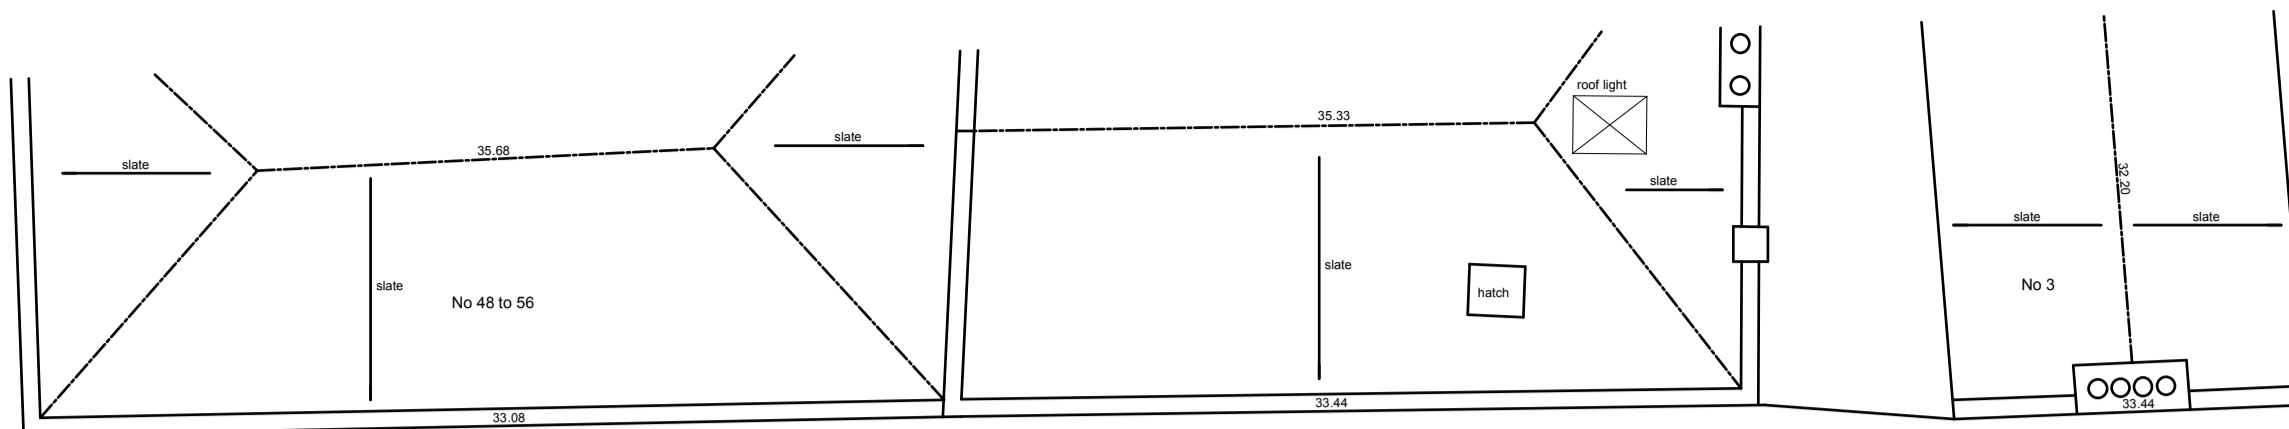 roof light
35.33
slate
35.68
slate
slate
32.20
slate
slate
slate
slate
No 3
slate
hatch
No 48 to 56
33.44
33.44
33.08